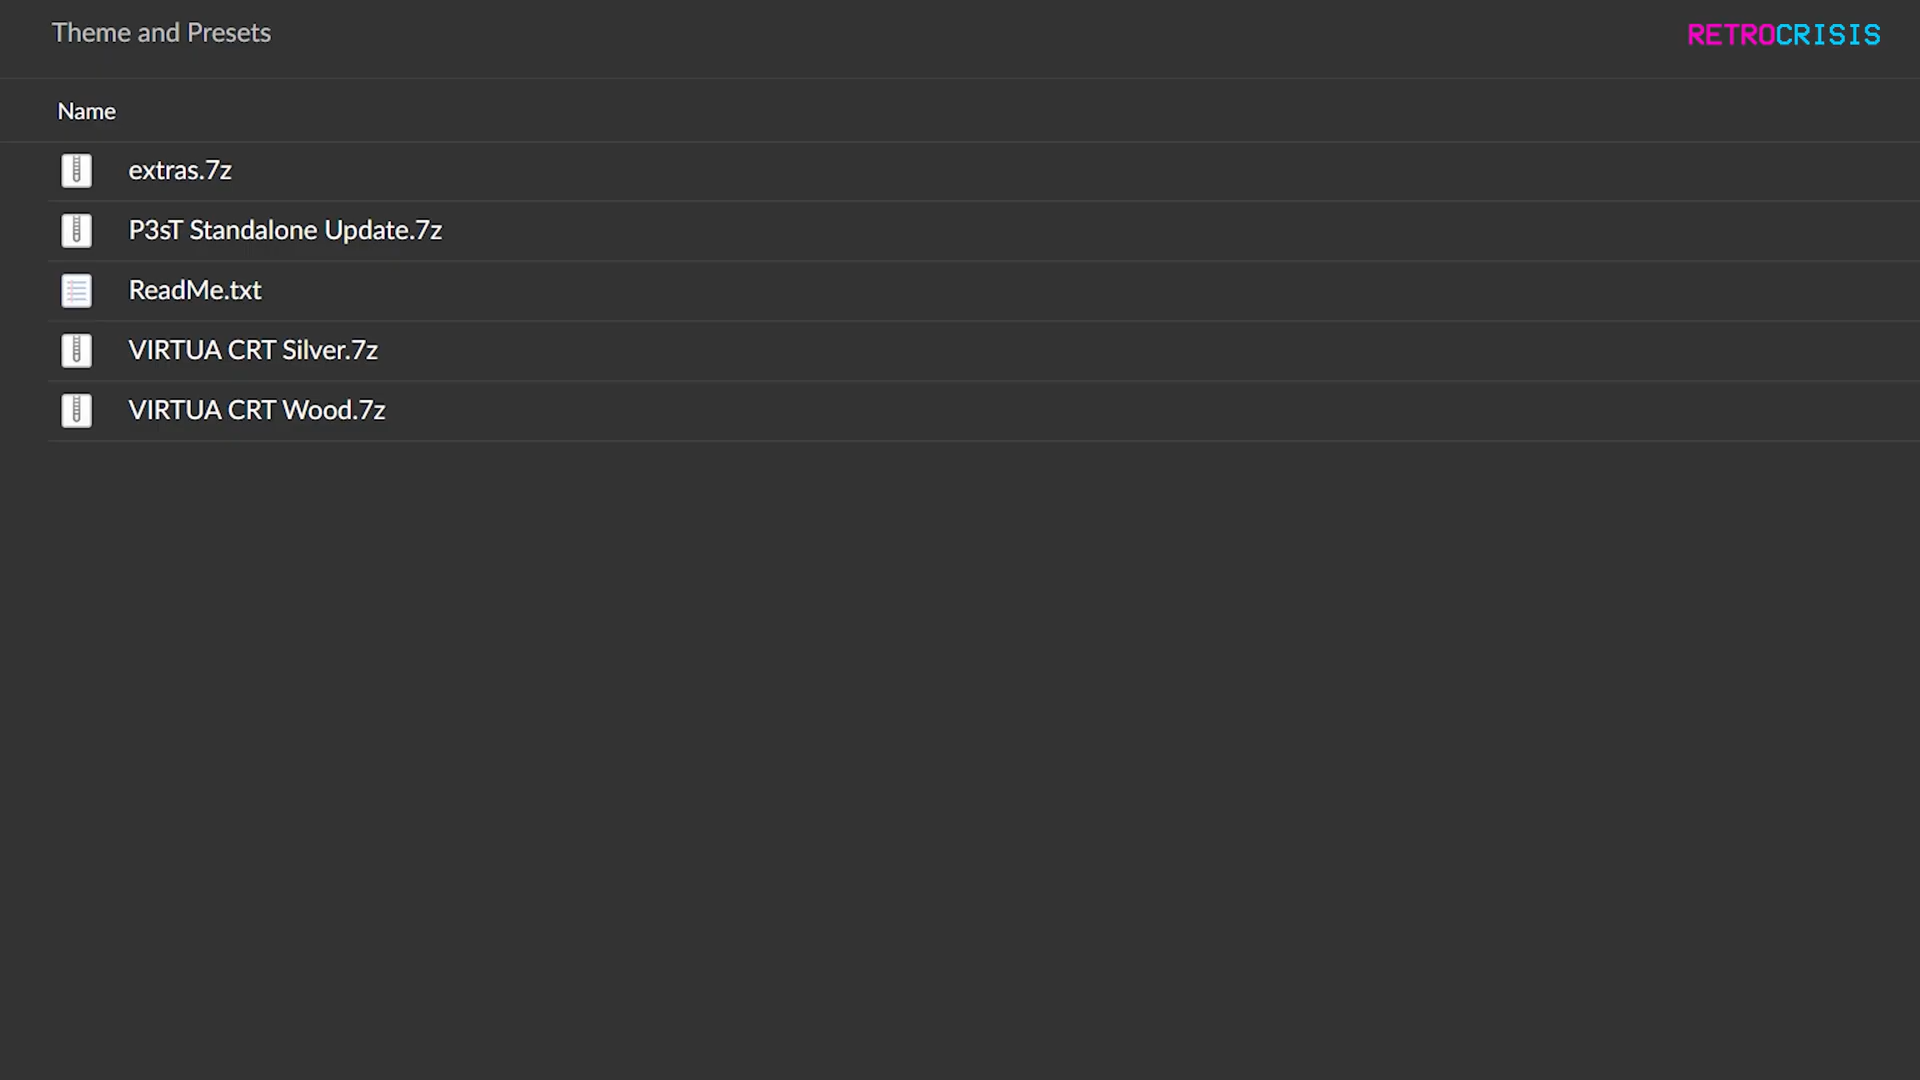 Theme and Presets
RETROCRISIS
Name
extras.7z
P3sT Standalone Update.7z
ReadMe.txt
VIRTUA CRT Silver.7z
VIRTUA CRT Wood.7z